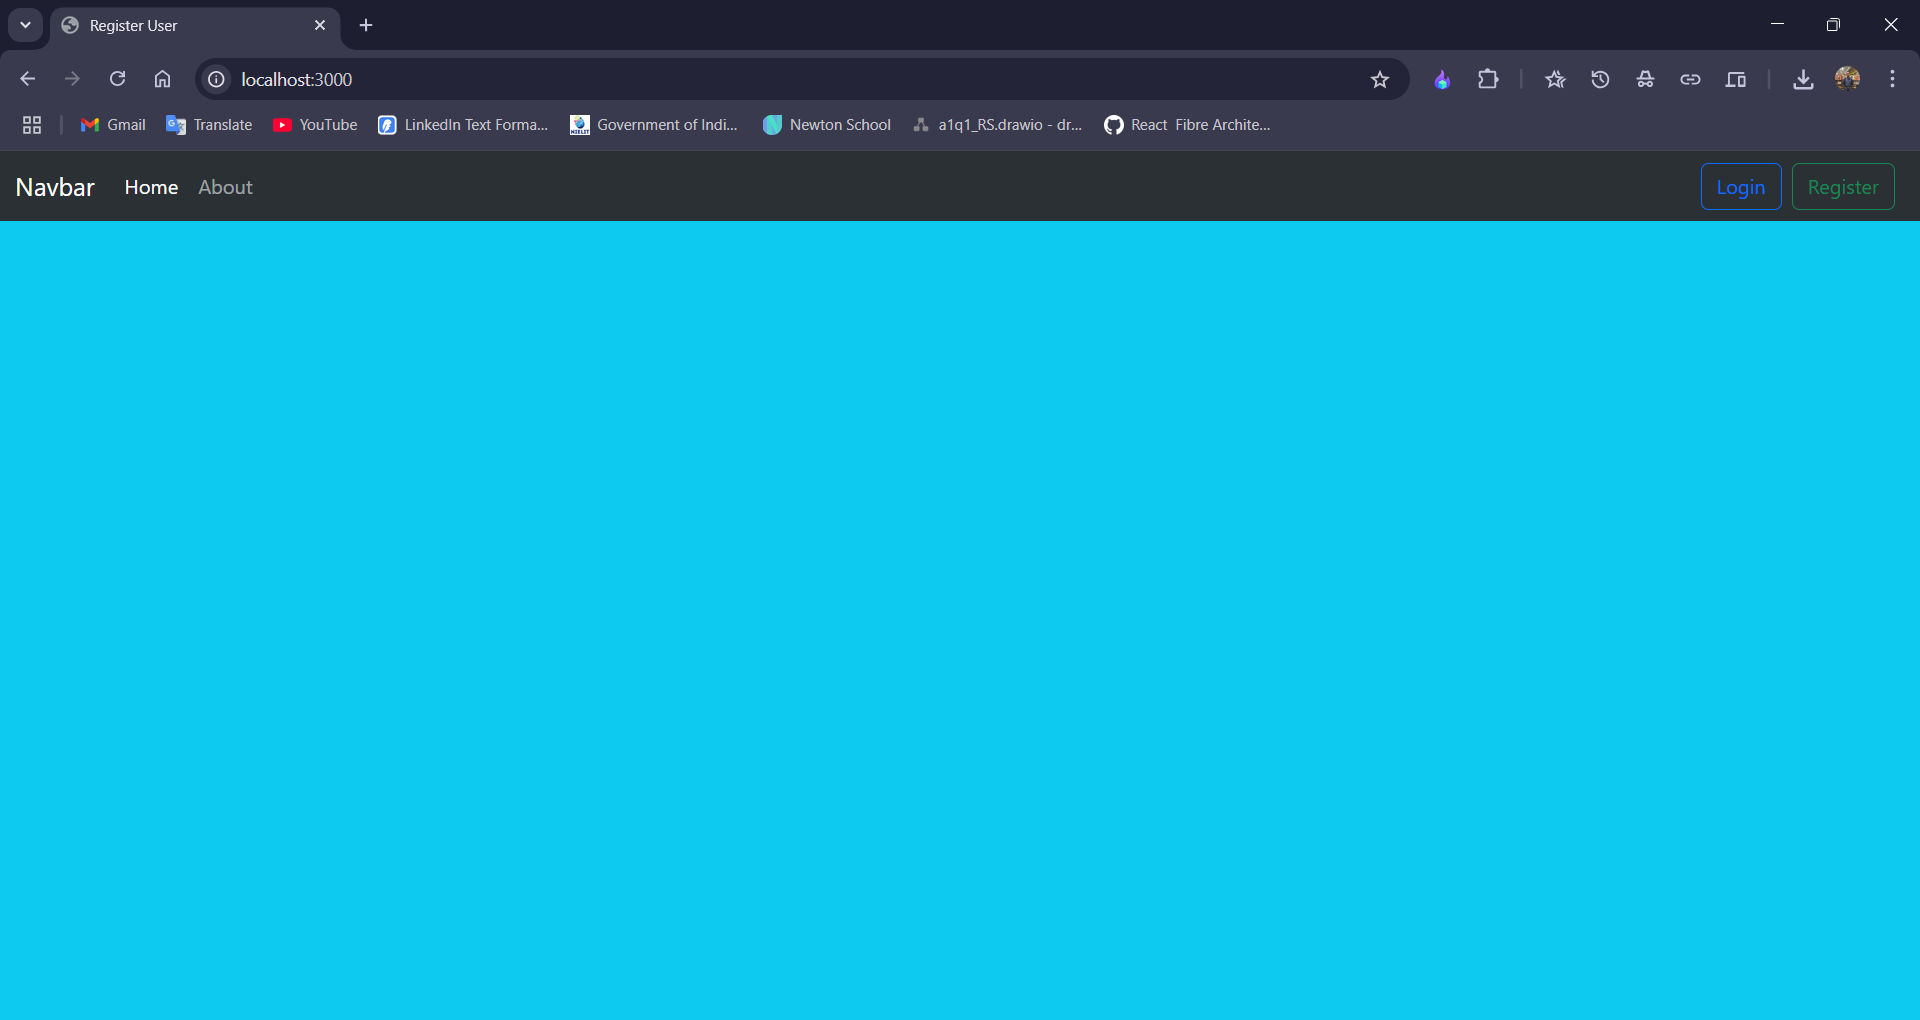 Register User
localhost:3000
Gmail Translate YouTube LinkedIn Text Forma... Government of Indi... Newton School a1q1_RS.drawio - dr... React Fibre Archite...
Navbar Home About Login Register